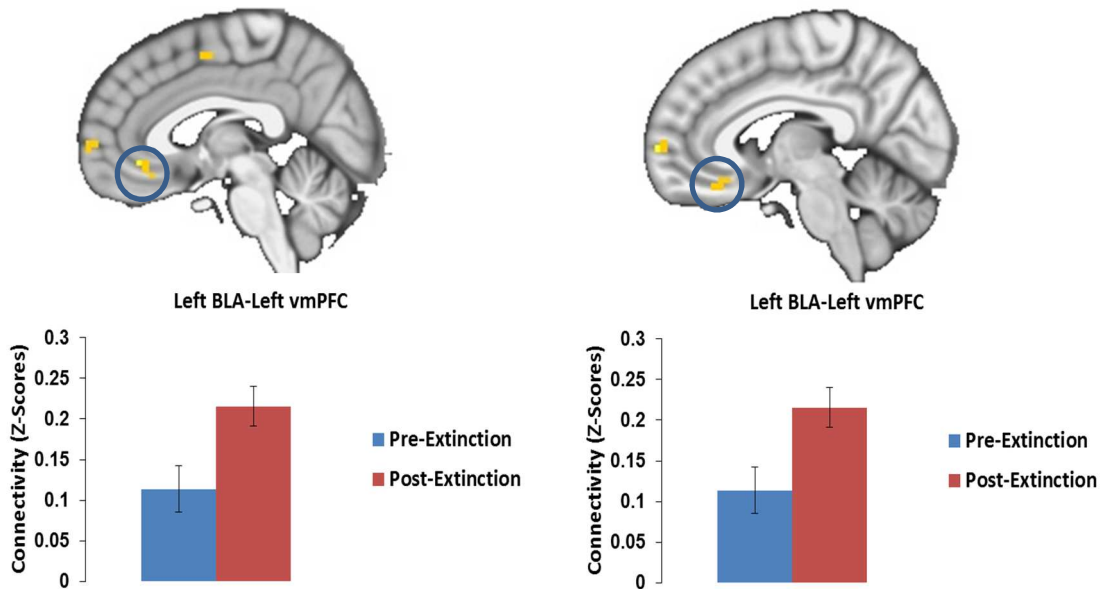 Left BLA-Left vmPFC
Connectivity (Z-Scores)
0.3
0.25
0.2
0.15
0.1
0.05
0
Pre-Extinction
Post-Extinction
Left BLA-Left vmPFC
Connectivity (Z-Scores)
0.3
0.25
0.2
0.15
0.1
0.05
0
Pre-Extinction
Post-Extinction